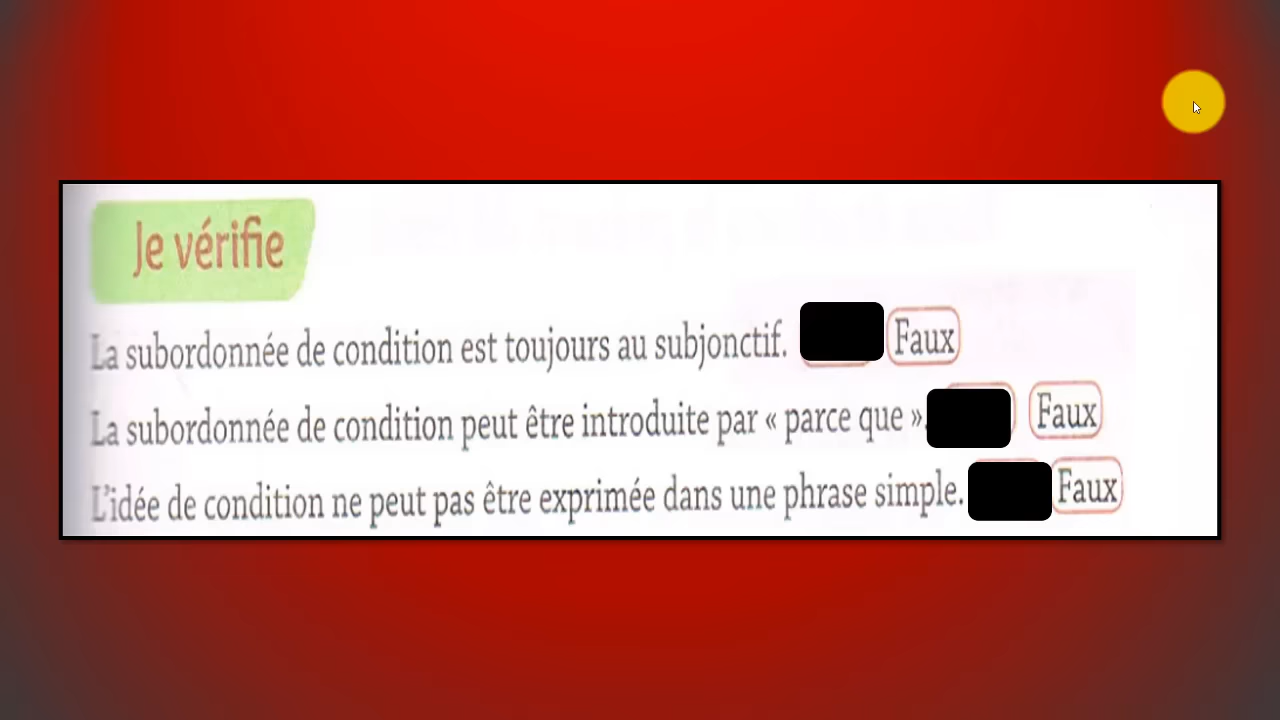 Je vérifie
La subordonnée de condition est toujours au subjonctif. Faux
La subordonnée de condition peut être introduite par « parce que ». Faux
L'idée de condition ne peut pas être exprimée dans une phrase simple. Faux